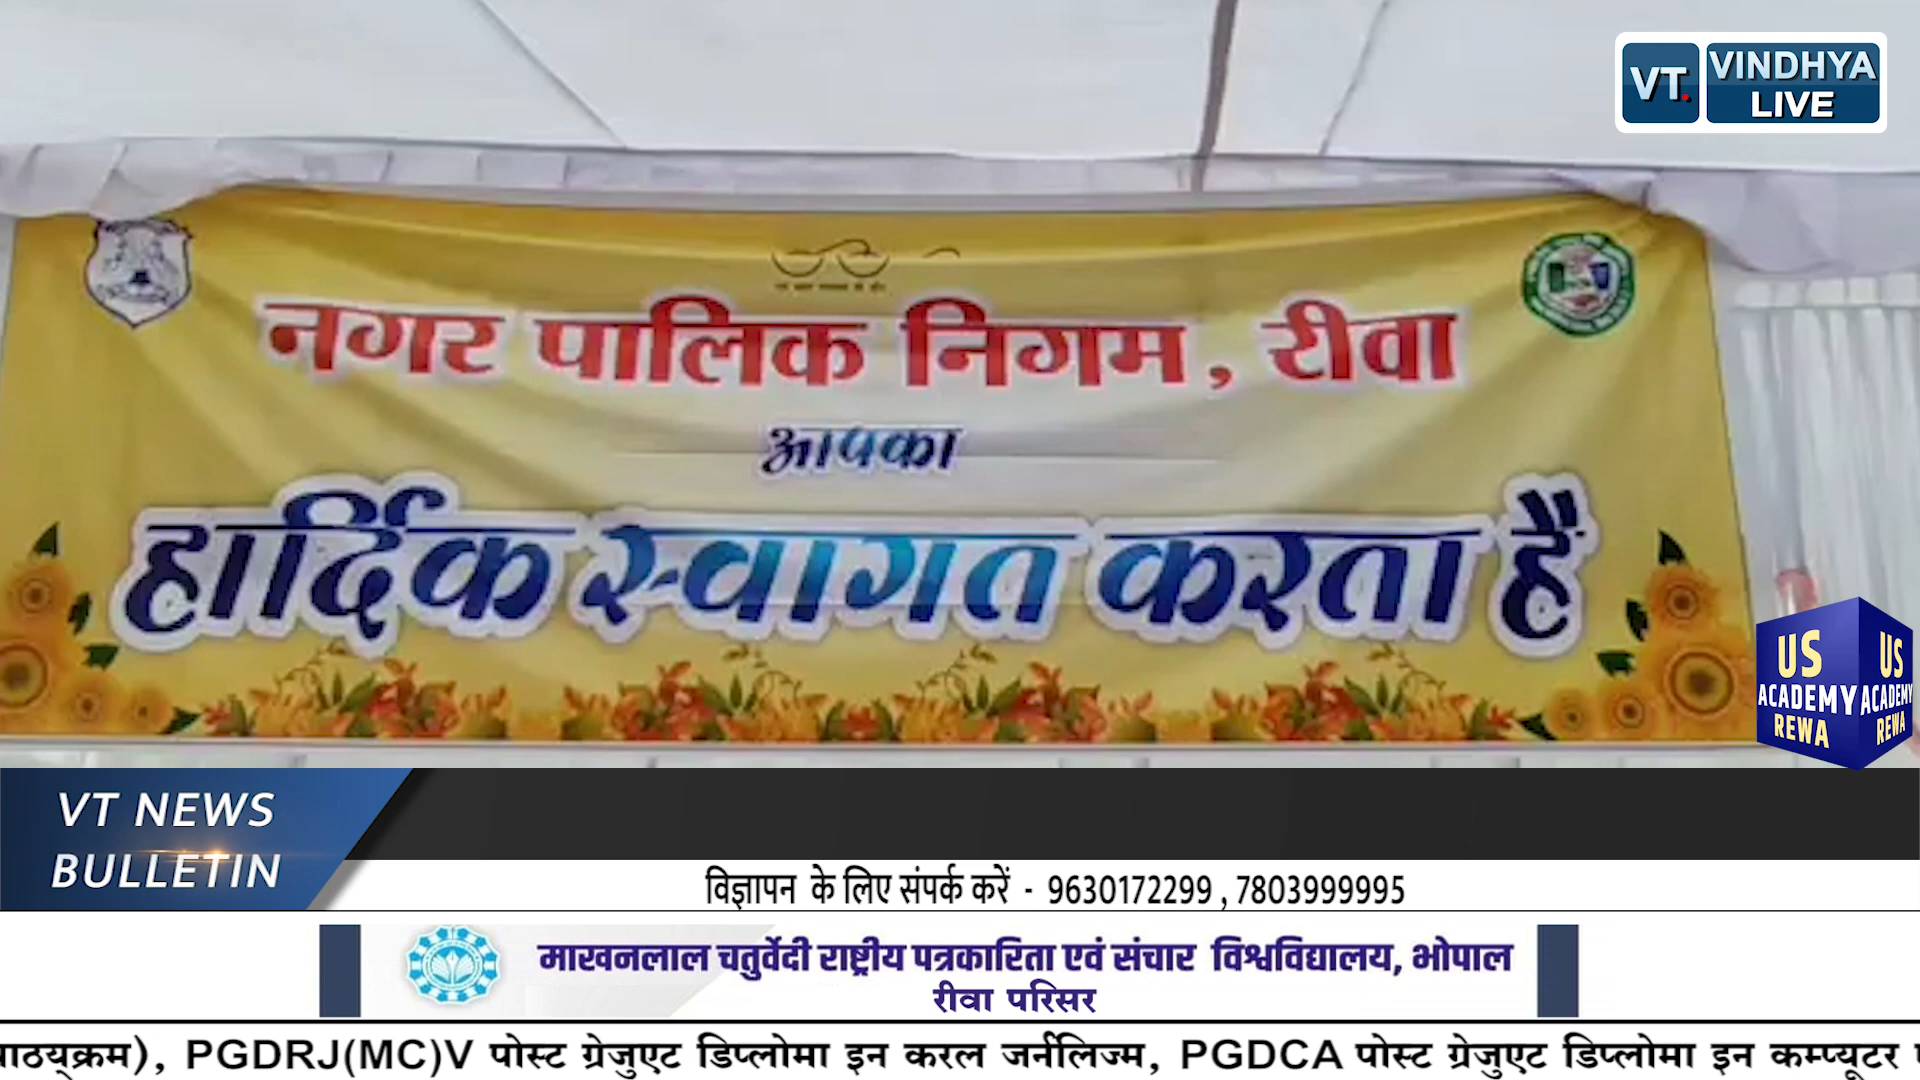 VT. VINDHYA
LIVE
नगर पालिक निगम, रीवा
आपका
हार्दिक स्वागत करता है
US
ACADEMY
REWA
US
ACADEMY
REWA
VT NEWS
BULLETIN
विज्ञापन के लिए संपर्क करें - 9630172299 , 7803999995
माखनलाल चतुर्वेदी राष्ट्रीय पत्रकारिता एवं संचार विश्वविद्यालय, भोपाल
रीवा परिसर
पाठ्यक्रम), PGDRJ(MC)V पोस्ट ग्रेजुएट डिप्लोमा इन करल जर्नलिज्म, PGDCA पोस्ट ग्रेजुएट डिप्लोमा इन कम्प्यूटर